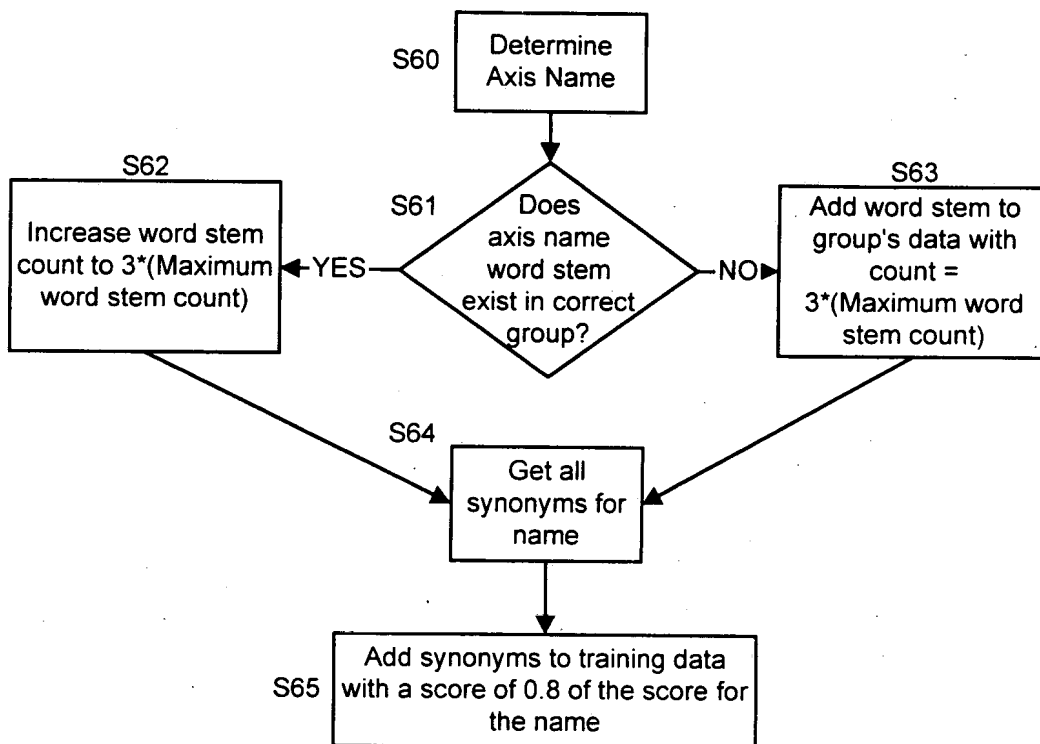 S60
Determine
Axis Name
S61
Does
axis name
word stem
exist in correct
group?
YES
NO
S62
Increase word stem
count to 3*(Maximum
word stem count)
S63
Add word stem to
group's data with
count =
3*(Maximum word
stem count)
S64
Get all
synonyms for
name
S65
Add synonyms to training data
with a score of 0.8 of the score for
the name